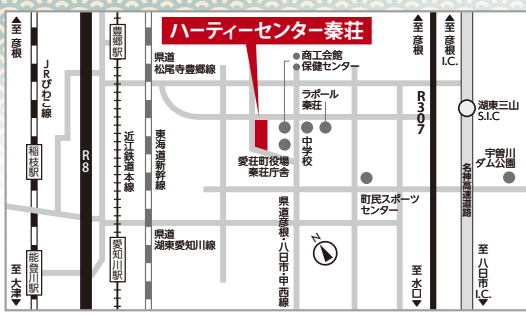 ハーティーセンター秦荘
至 彦根
JRびわこ線
稲枝駅
能登川駅
至 大津
R8
豊郷駅
近江鉄道本線
愛知川駅
東海道新幹線
県道
松尾寺豊郷線
県道
湖東愛知川線
商工会館
保健センター
ラポール
秦荘
中学校
愛荘町役場
秦荘庁舎
県道彦根・八日市・甲西線
町民スポーツ
センター
N
至 彦根
R307
至 水口
至 彦根I.C.
湖東三山
S.I.C
名神高速道路
宇曽川
ダム公園
至 八日市I.C.